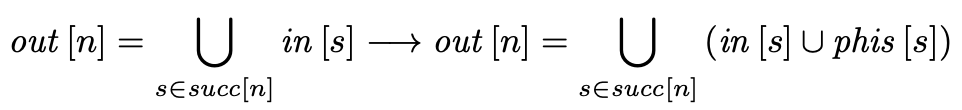 out [n] = ⋃ in [s] ⟶ out [n] = ⋃ (in [s] ∪ phis [s])
s∈succ[n] s∈succ[n]